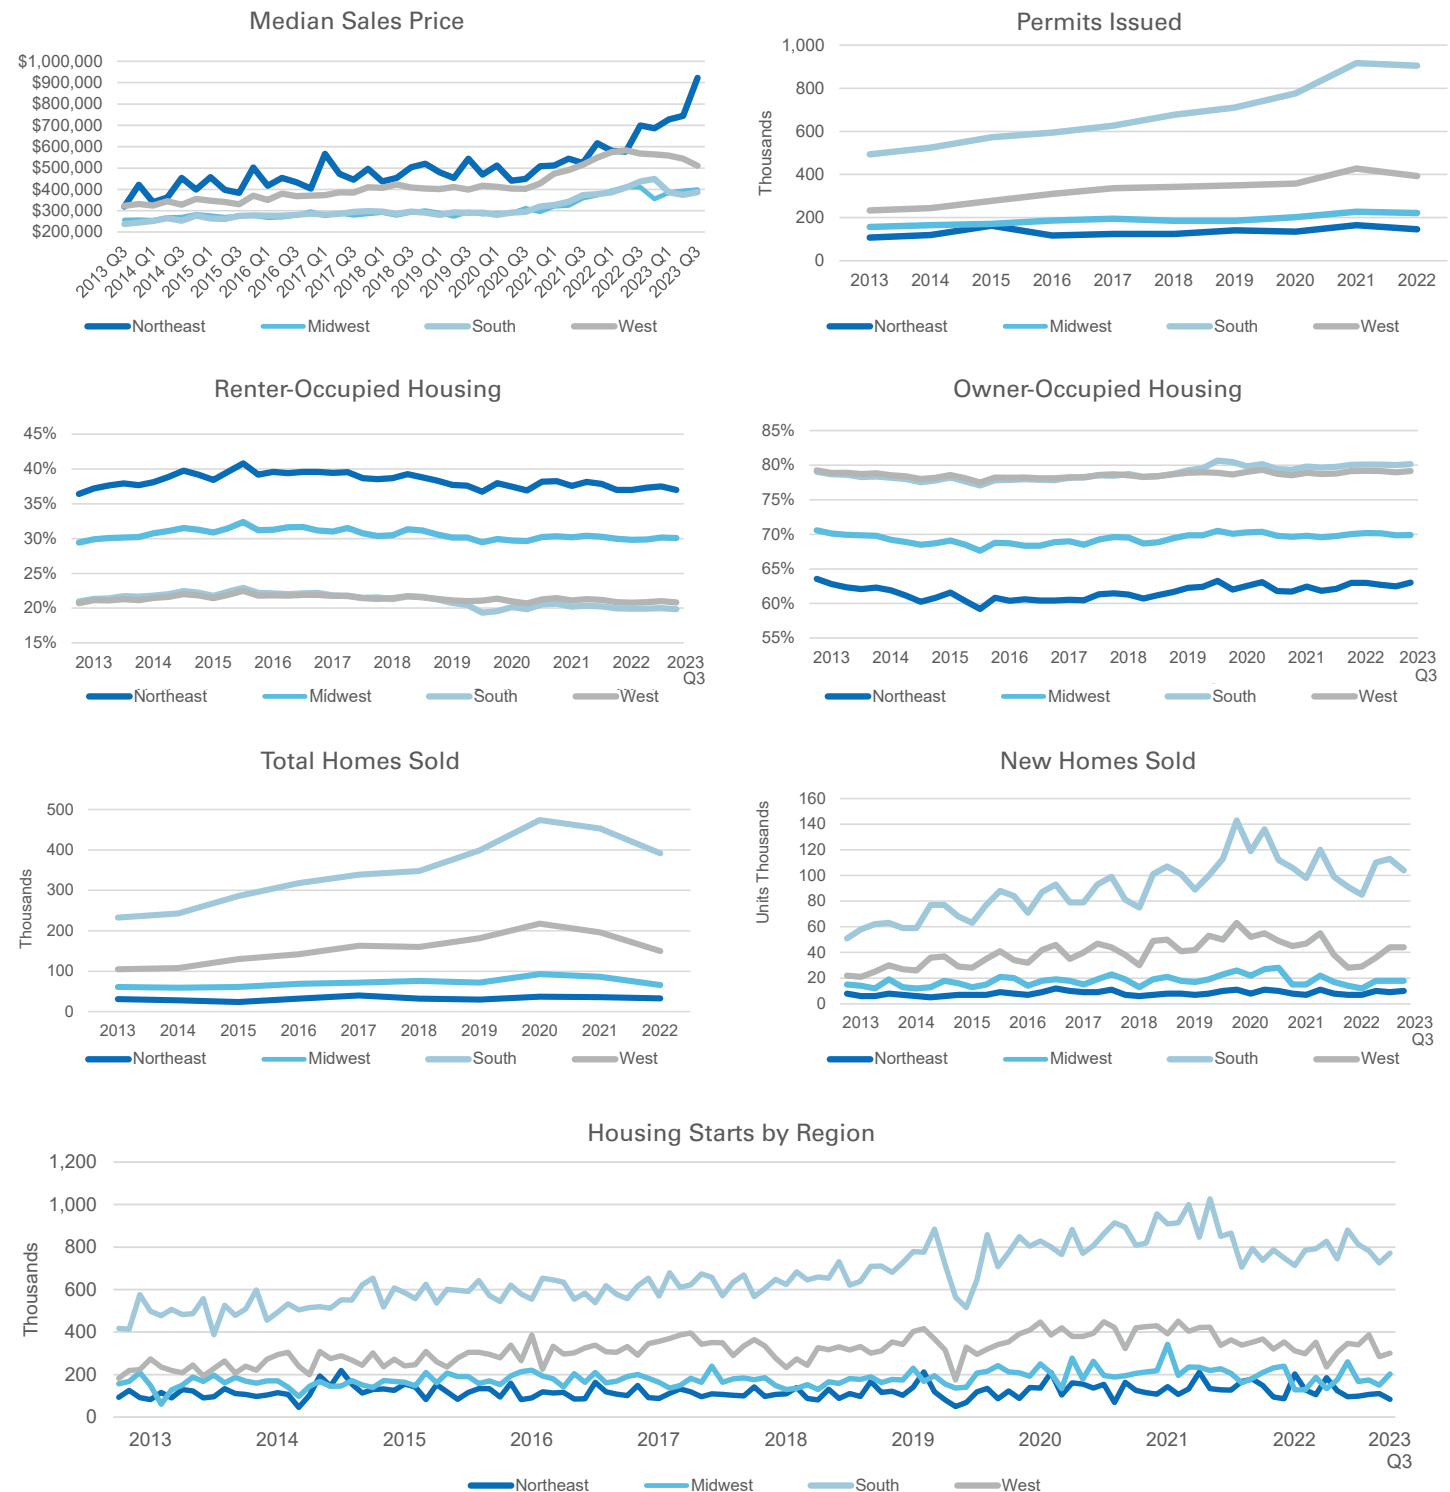 Median Sales Price
$1,000,000
$900,000
$800,000
$700,000
$600,000
$500,000
$400,000
$300,000
$200,000
2013 Q3
2014 Q1
2014 Q3
2015 Q1
2015 Q3
2016 Q1
2016 Q3
2017 Q1
2017 Q3
2018 Q1
2018 Q3
2019 Q1
2019 Q3
2020 Q1
2020 Q3
2021 Q1
2021 Q3
2022 Q1
2022 Q3
2023 Q1
2023 Q3
Northeast Midwest South West
Permits Issued
Thousands
1,000
800
600
400
200
0
2013 2014 2015 2016 2017 2018 2019 2020 2021 2022
Northeast Midwest South West
Renter-Occupied Housing
45%
40%
35%
30%
25%
20%
15%
2013 2014 2015 2016 2017 2018 2019 2020 2021 2022 2023
Q3
Northeast Midwest South West
Owner-Occupied Housing
85%
80%
75%
70%
65%
60%
55%
2013 2014 2015 2016 2017 2018 2019 2020 2021 2022 2023
Q3
Northeast Midwest South West
Total Homes Sold
Thousands
500
400
300
200
100
0
2013 2014 2015 2016 2017 2018 2019 2020 2021 2022
Northeast Midwest South West
New Homes Sold
Units Thousands
160
140
120
100
80
60
40
20
0
2013 2014 2015 2016 2017 2018 2019 2020 2021 2022 2023
Q3
Northeast Midwest South West
Housing Starts by Region
Thousands
1,200
1,000
800
600
400
200
0
2013 2014 2015 2016 2017 2018 2019 2020 2021 2022 2023
Q3
Northeast Midwest South West